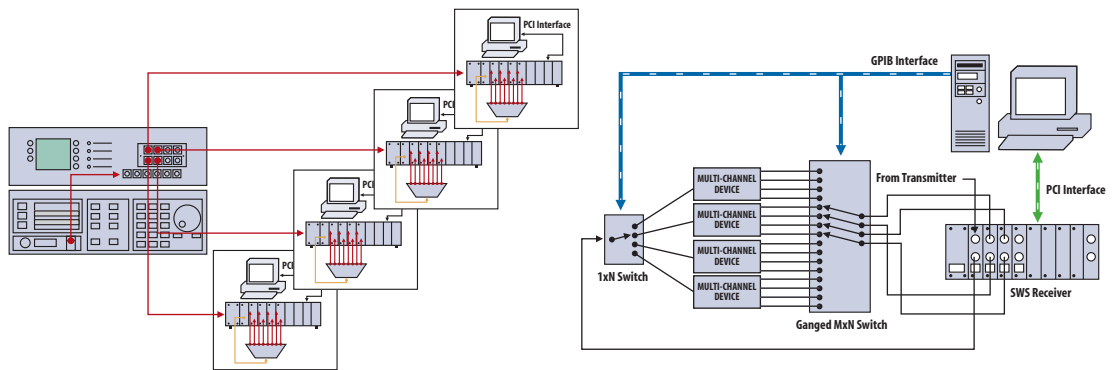 PCI Interface
PCI
PCI
PCI
GPIB Interface
MULTI-CHANNEL
DEVICE
MULTI-CHANNEL
DEVICE
MULTI-CHANNEL
DEVICE
MULTI-CHANNEL
DEVICE
From Transmitter
PCI Interface
1xN Switch
SWS Receiver
Ganged MxN Switch